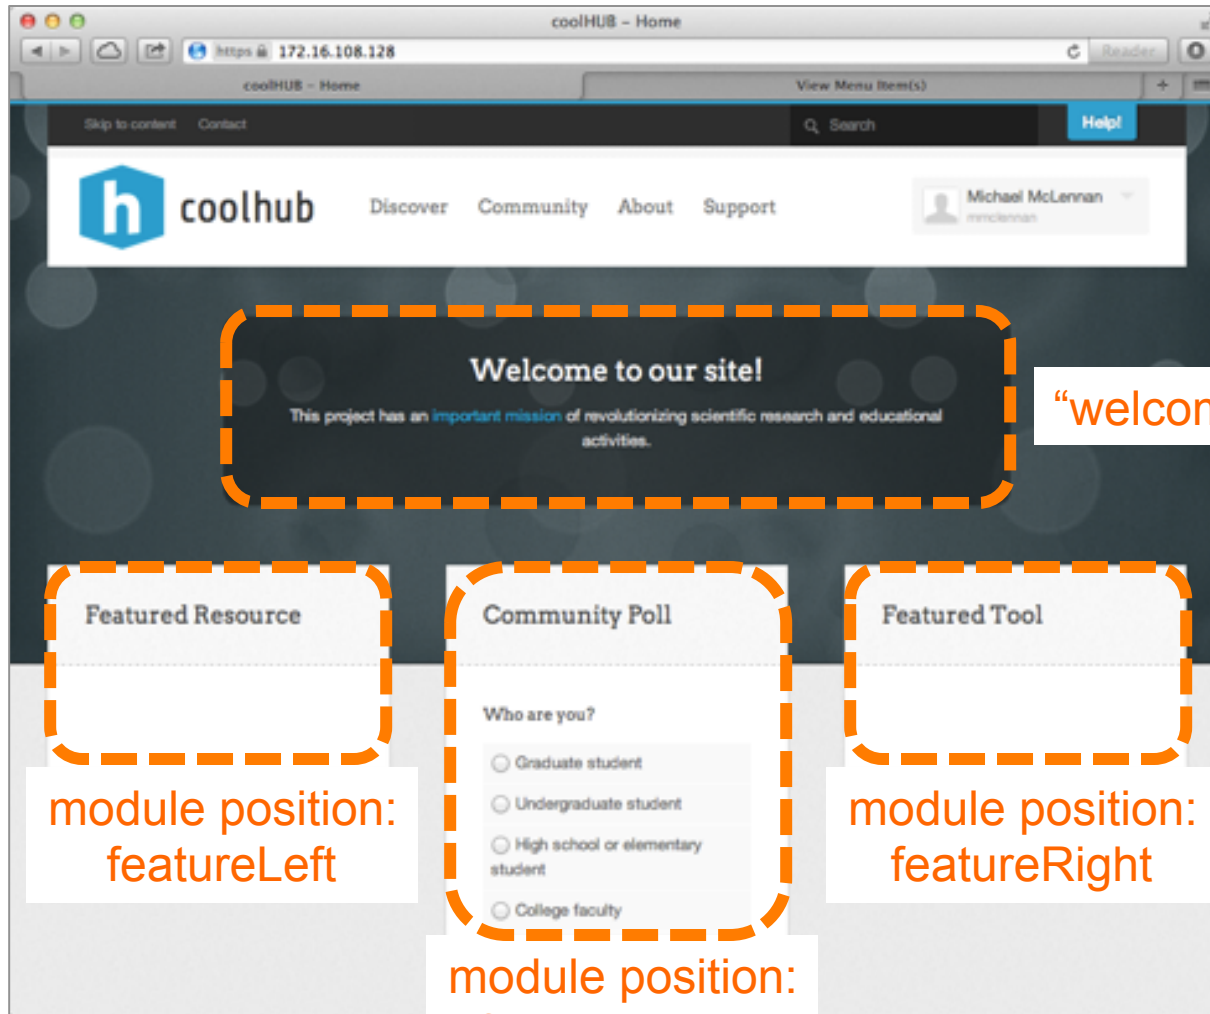 coolHUB – Home
https 172.16.108.128
Reader
coolHUB – Home
View Menu Item(s)
Skip to content Contact
Search
Help!
h coolhub
Discover Community About Support
Michael McLennan
mmclennan
Welcome to our site!
This project has an important mission of revolutionizing scientific research and educational
activities.
“welcom
Featured Resource
Community Poll
Featured Tool
Who are you?
Graduate student
Undergraduate student
High school or elementary
student
College faculty
module position:
featureLeft
module position:
featureRight
module position: